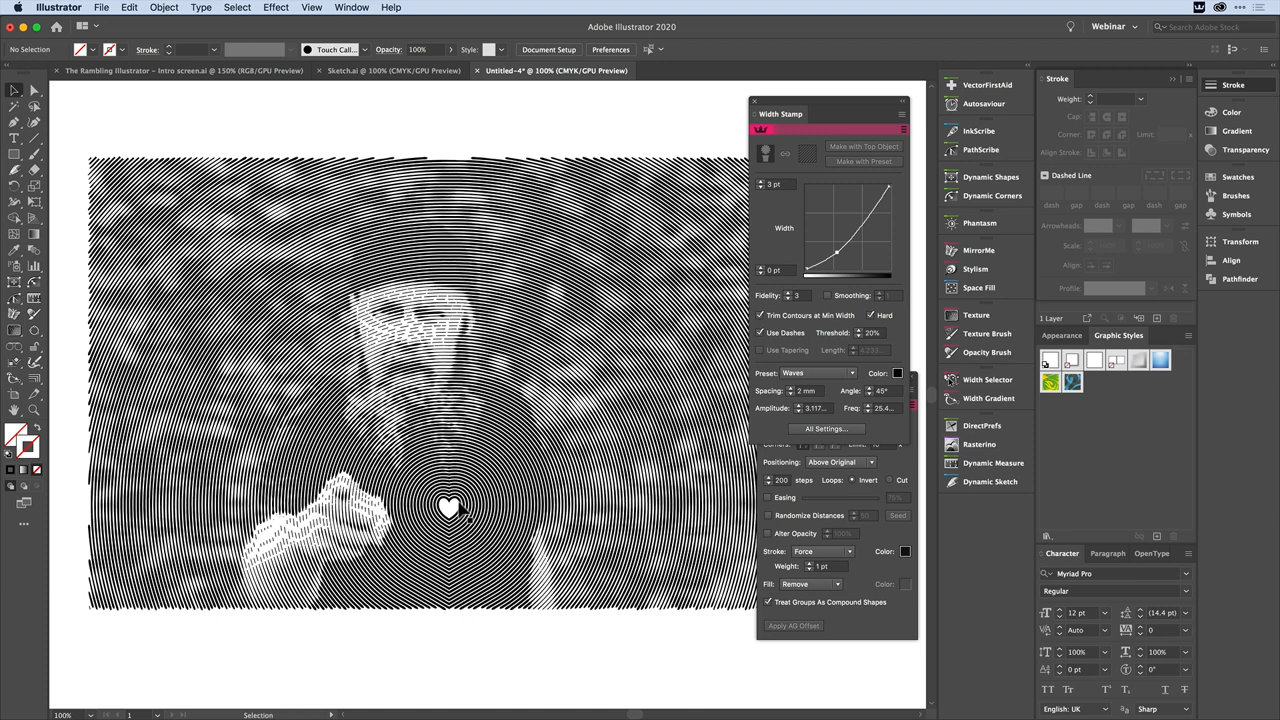 Illustrator File Edit Object Type Select Effect View Window Help
Adobe Illustrator 2020
Webinar
Search Adobe Stock
No Selection Stroke: Touch Call... Opacity: 100% Style: Document Setup Preferences
The Rambling Illustrator – Intro screen.ai @ 150% (RGB/GPU Preview) Sketch.ai @ 100% (CMYK/GPU Preview) Untitled-4* @ 100% (CMYK/GPU Preview)
Width Stamp
Make with Top Object
Make with Preset
3 pt
Width
0 pt
Fidelity: 3 Smoothing: 1
Trim Contours at Min Width Hard
Use Dashes Threshold: 20%
Use Tapering Length: 4.233...
Preset: Waves Color:
Spacing: 2 mm Angle: 45°
Amplitude: 3.117... Freq: 25.4...
All Settings...
Positioning: Above Original
200 steps Loops: Invert Cut
Easing 75%
Randomize Distances 50 Seed
Alter Opacity 100%
Stroke: Force Color:
Weight: 1 pt
Fill: Remove Color:
Treat Groups As Compound Shapes
Apply AG Offset
VectorFirstAid
Autosaviour
InkScribe
PathScribe
Dynamic Shapes
Dynamic Corners
Phantasm
MirrorMe
Stylism
Space Fill
Texture
Texture Brush
Opacity Brush
Width Selector
Width Gradient
DirectPrefs
Rasterino
Dynamic Measure
Dynamic Sketch
Stroke
Weight:
Cap:
Corner: Limit:
Align Stroke:
Dashed Line
dash gap dash gap dash gap
Arrowheads:
Scale: 100% 100%
Align:
Profile:
1 Layer
Appearance Graphic Styles
Character Paragraph OpenType
Myriad Pro
Regular
12 pt (14.4 pt)
Auto 0
100% 100%
0 pt 0°
English: UK Sharp
Stroke
Color
Gradient
Transparency
Swatches
Brushes
Symbols
Transform
Align
Pathfinder
100% 1 Selection